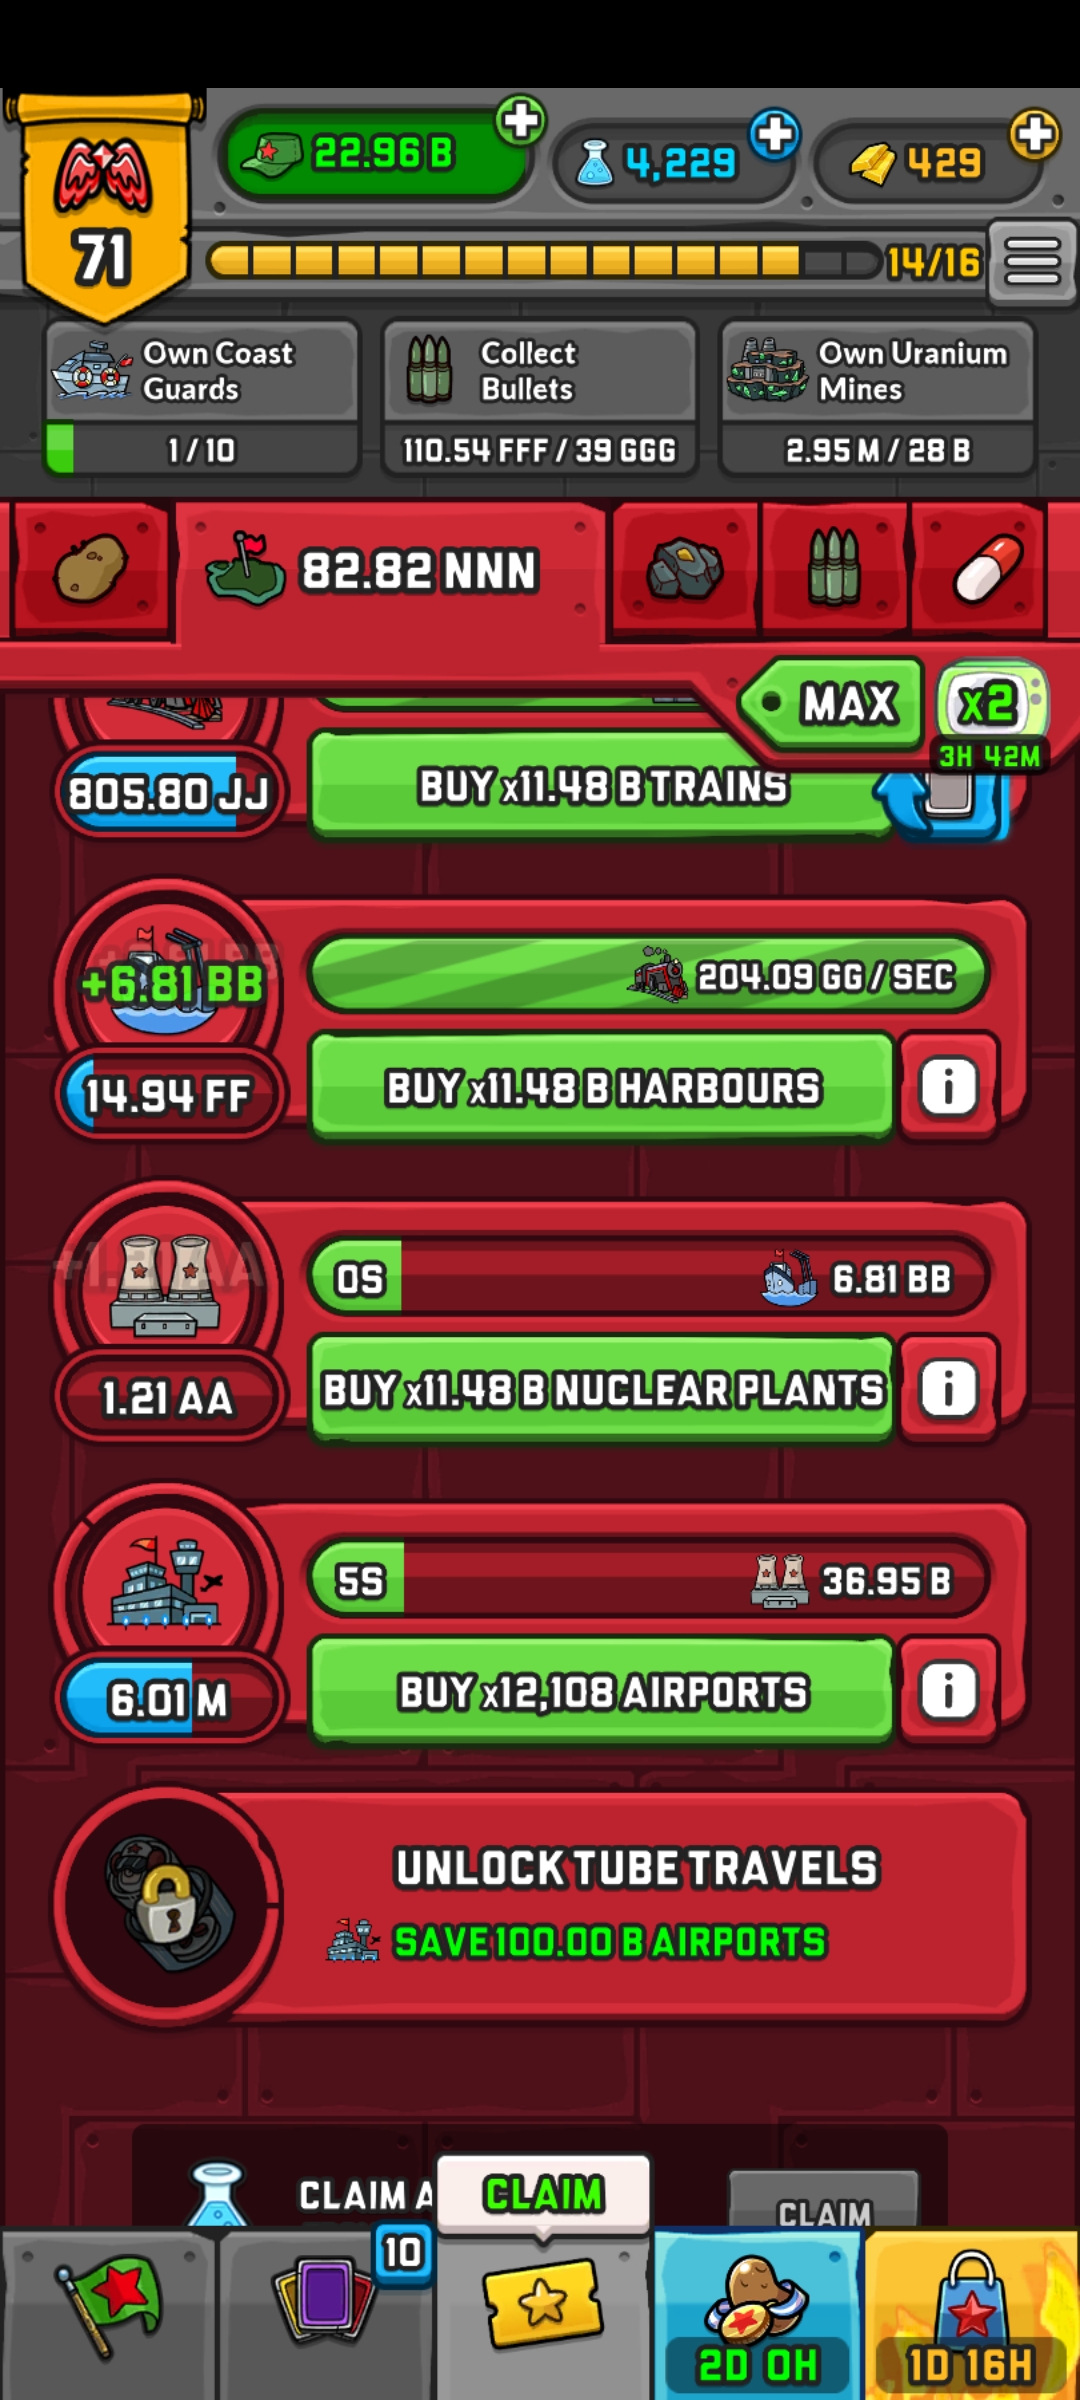 22.96 B
4,229
429
71
14/16
Own Coast Guards
1/10
Collect Bullets
110.54 FFF / 39 GGG
Own Uranium Mines
2.95 M / 28 B
82.82 NNN
MAX
x2
3H 42M
805.80 JJ
BUY x11.48 B TRAINS
+6.81 BB
204.09 GG / SEC
14.94 FF
BUY x11.48 B HARBOURS
0S
6.81 BB
1.21 AA
BUY x11.48 B NUCLEAR PLANTS
5S
36.95 B
6.01 M
BUY x12,108 AIRPORTS
UNLOCK TUBE TRAVELS
SAVE 100.00 B AIRPORTS
CLAIM A
CLAIM
CLAIM
10
2D 0H
1D 16H